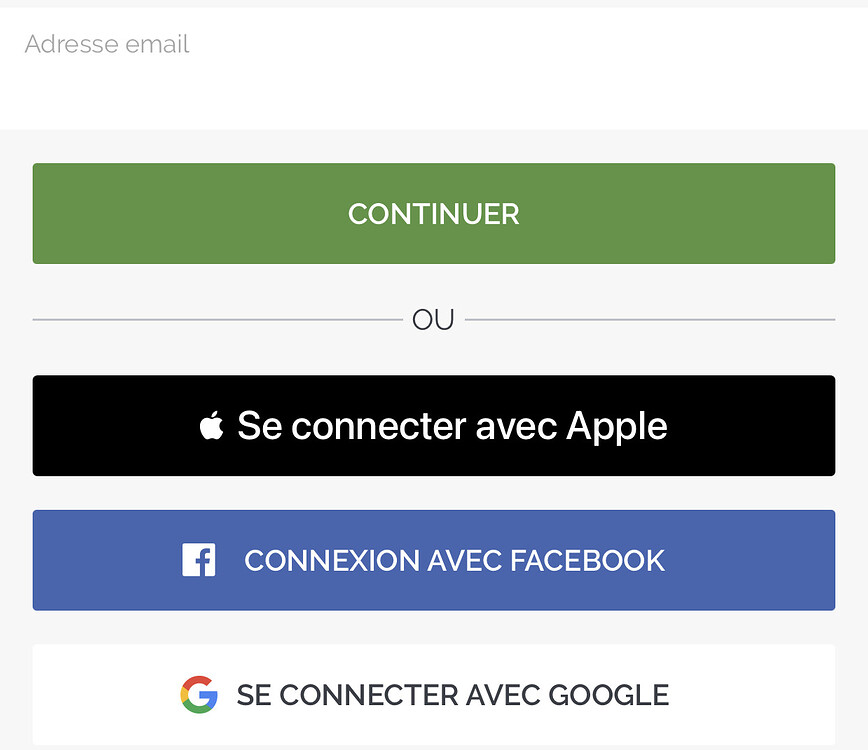 Adresse email
CONTINUER
OU
Se connecter avec Apple
CONNEXION AVEC FACEBOOK
SE CONNECTER AVEC GOOGLE